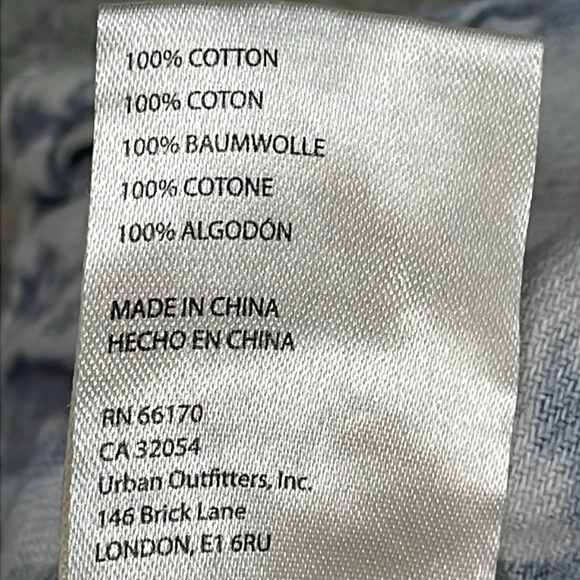 100% COTTON
100% COTON
100% BAUMWOLLE
100% COTONE
100% ALGODÓN
MADE IN CHINA
HECHO EN CHINA
RN 66170
CA 32054
Urban Outfitters, Inc.
146 Brick Lane
LONDON, E1 6RU